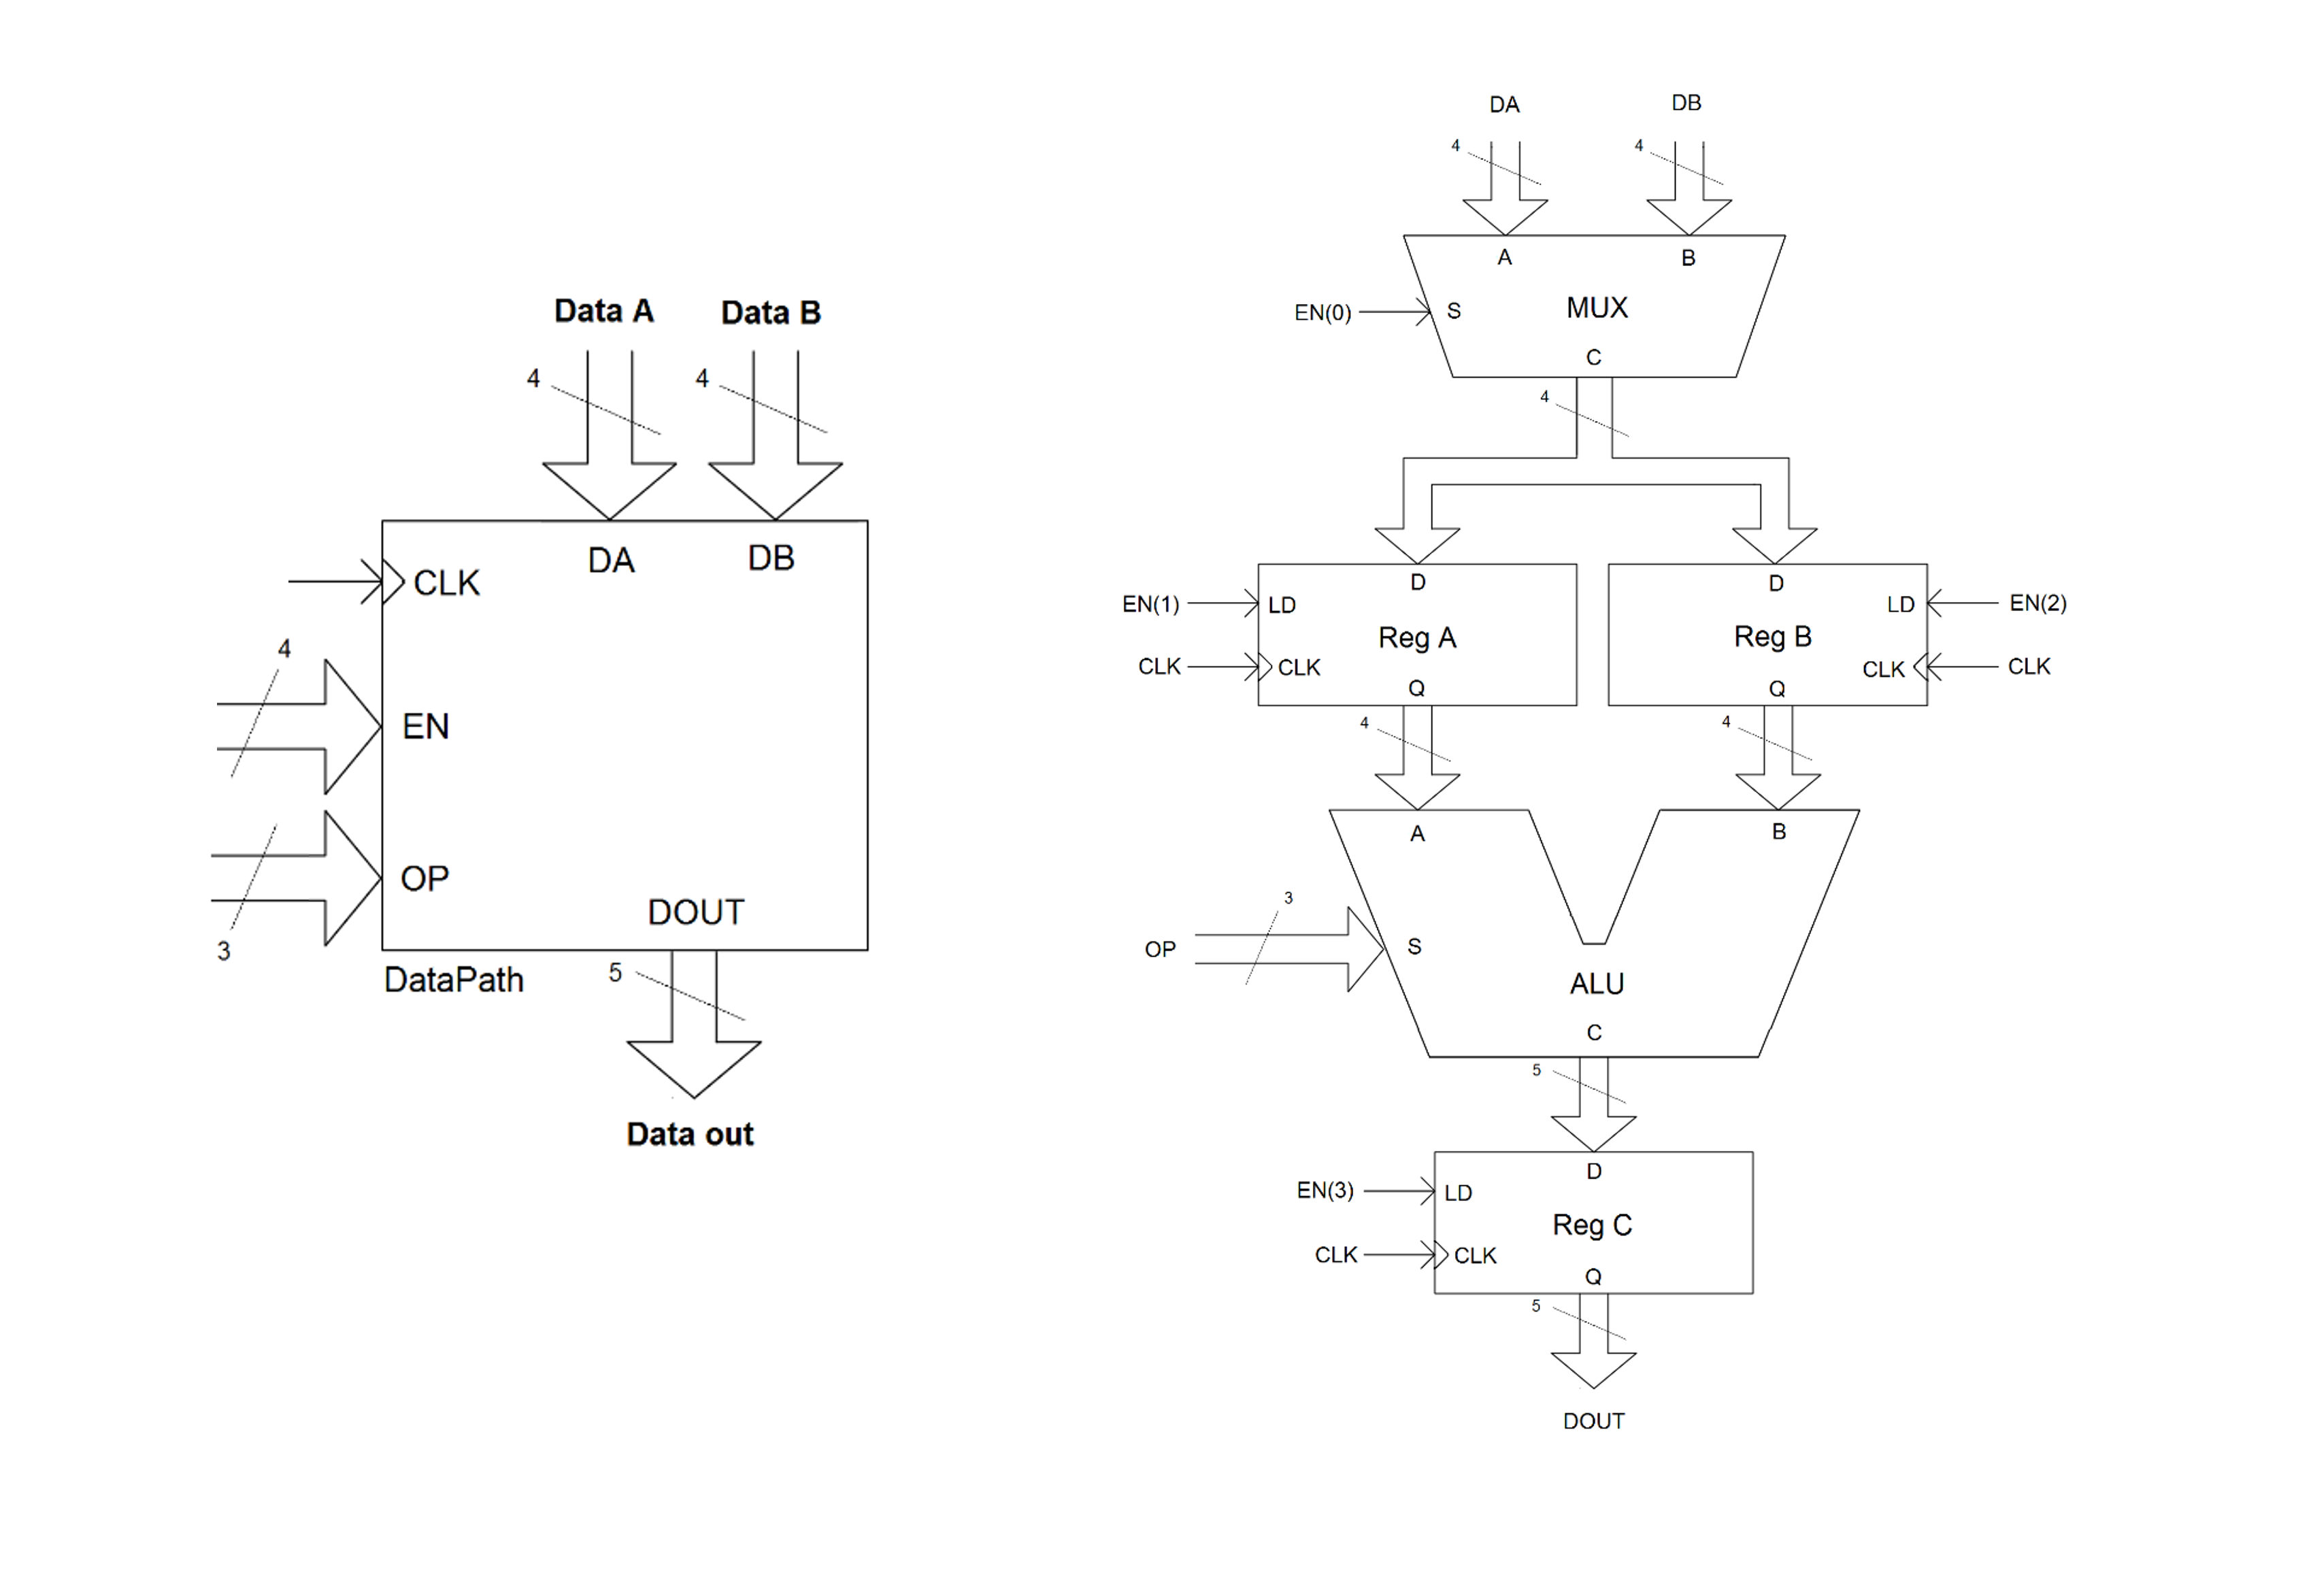 Data A Data B
4 4
DA DB
CLK
4
EN
OP
3
DOUT
DataPath
5
Data out
DA DB
4 4
A B
EN(0) S MUX
C
4
D D
EN(1) LD LD EN(2)
Reg A Reg B
CLK CLK CLK CLK
Q Q
4 4
A B
3
OP S
ALU
C
5
D
EN(3) LD
Reg C
CLK CLK
Q
5
DOUT